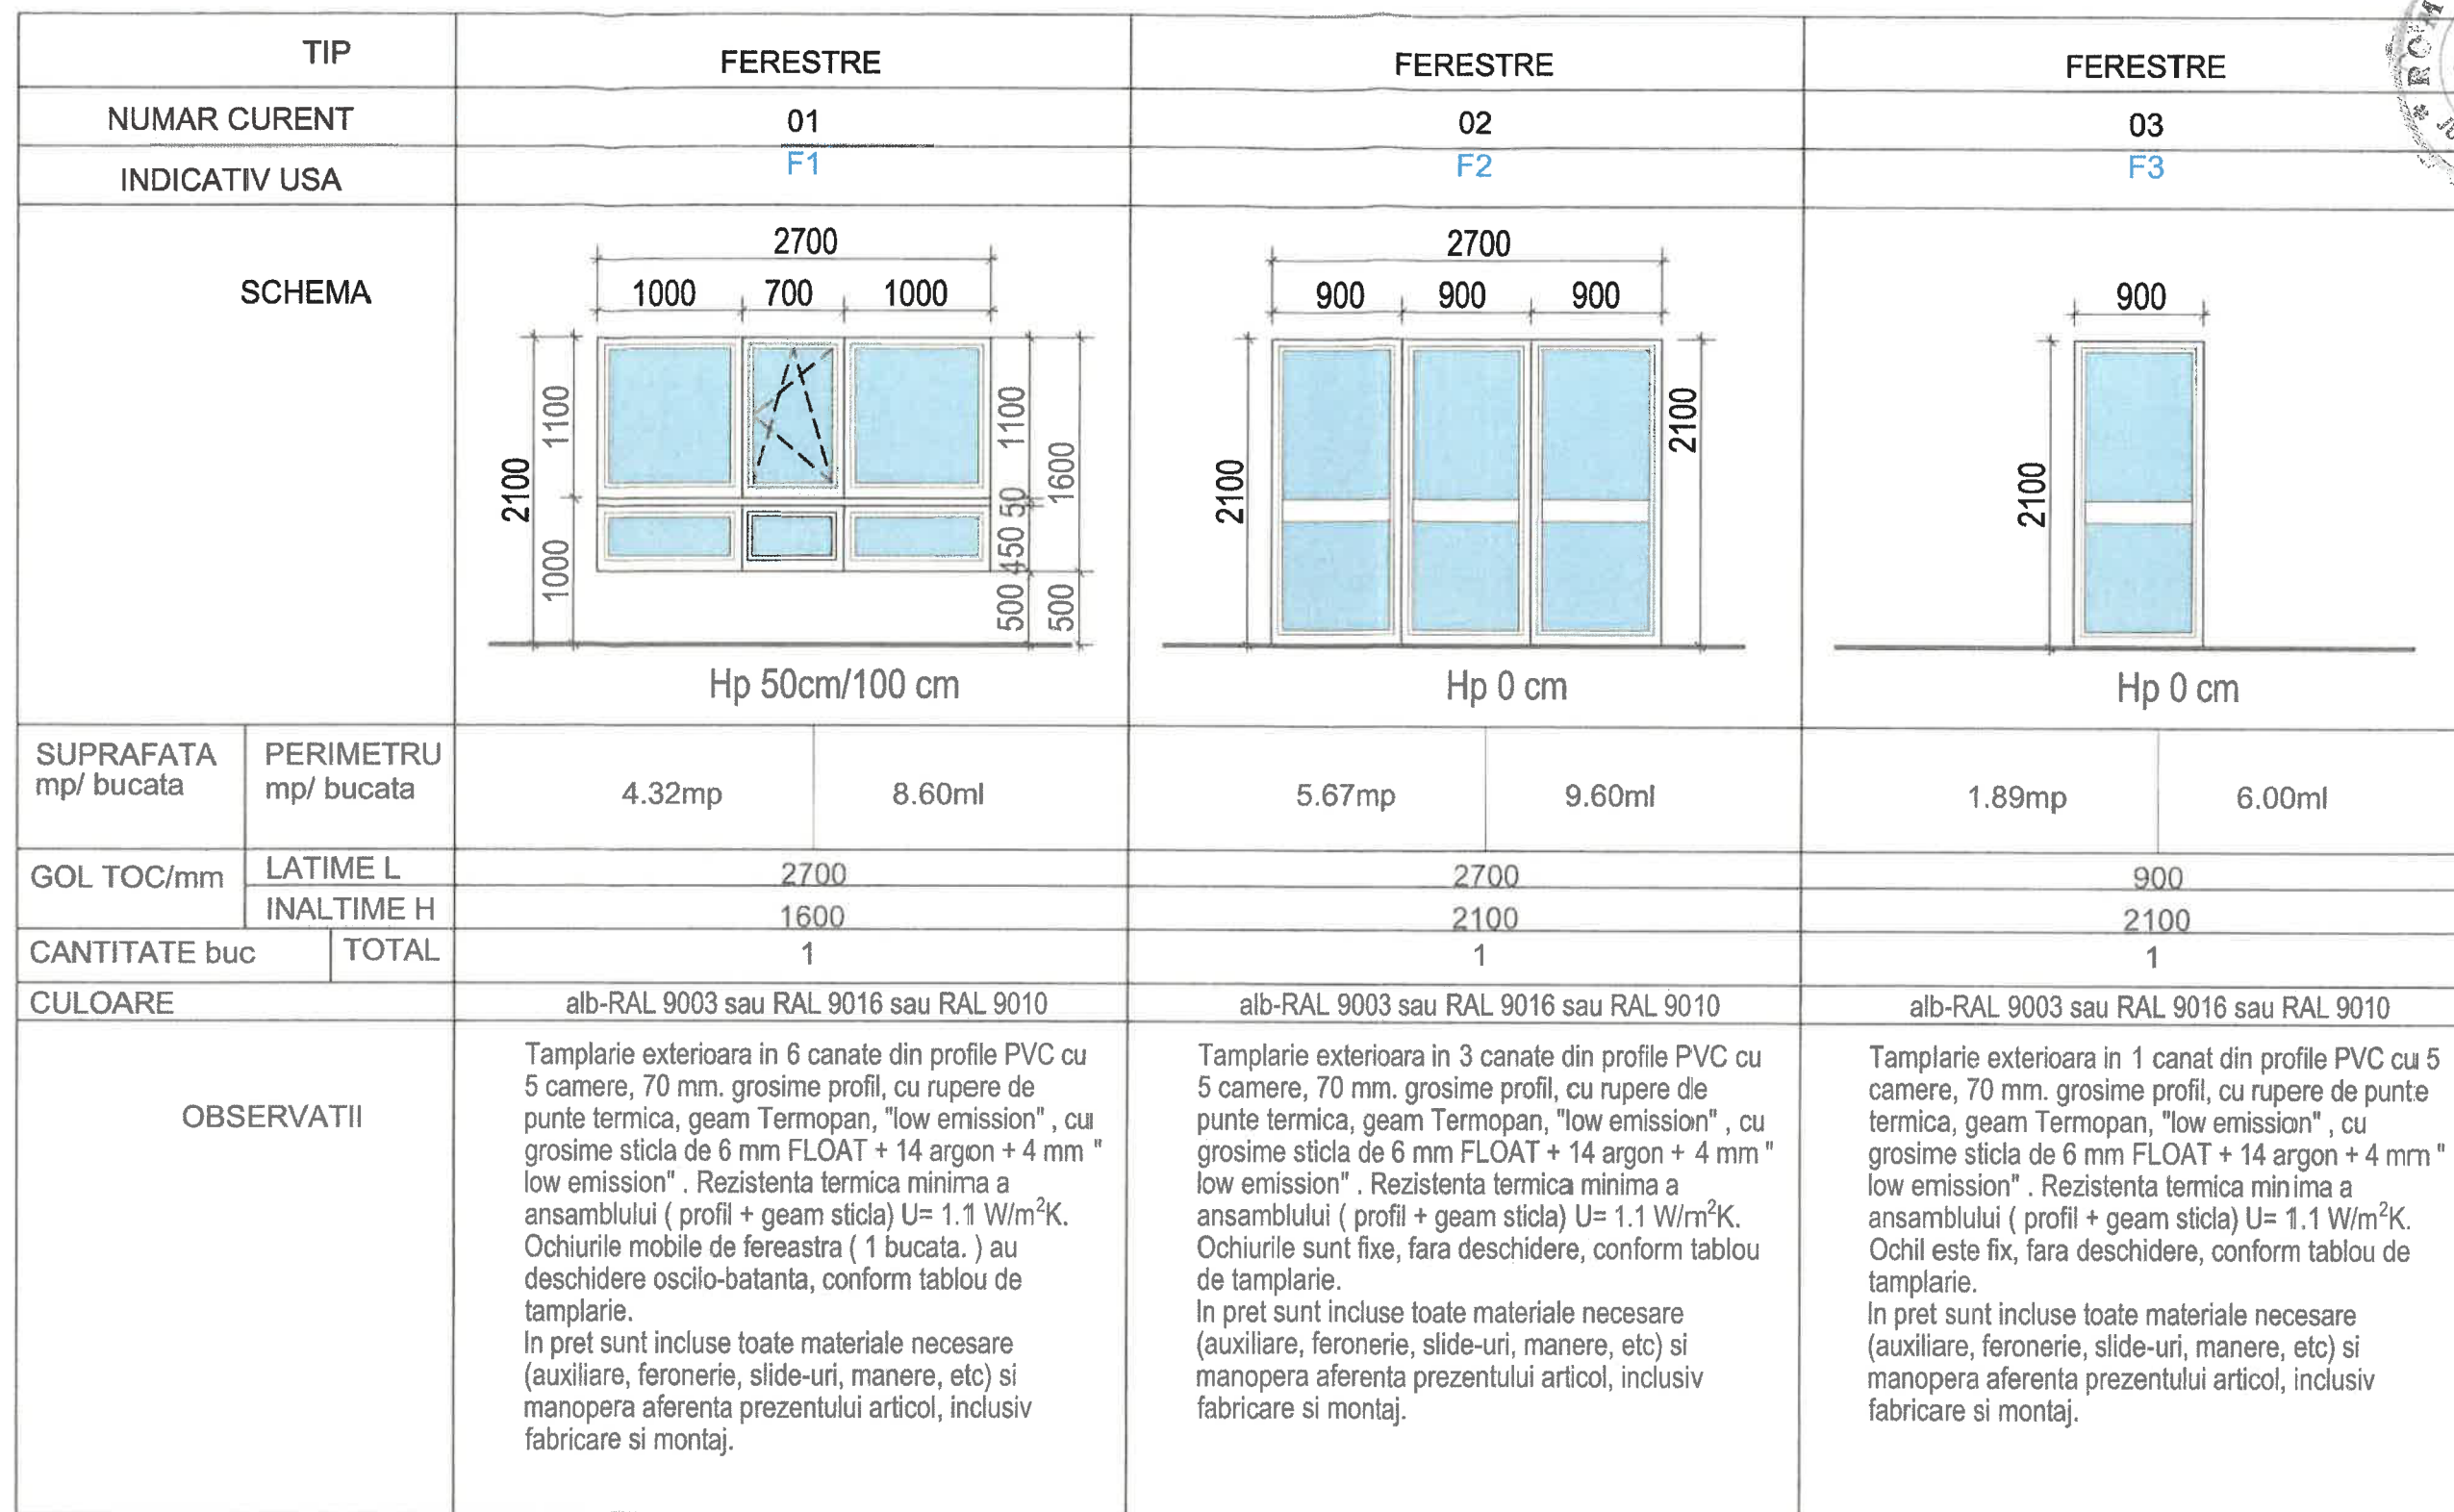 TIP FERESTRE FERESTRE FERESTRE
NUMAR CURENT 01 02 03
INDICATIV USA F1 F2 F3
SCHEMA
2700
1000 700 1000
2100
1100
1000
1100
50
450
500
1600
500
Hp 50cm/100 cm
2700
900 900 900
2100
2100
Hp 0 cm
900
2100
Hp 0 cm
SUPRAFATA
mp/ bucata
PERIMETRU
mp/ bucata
4.32mp 8.60ml 5.67mp 9.60ml 1.89mp 6.00ml
GOL TOC/mm
LATIME L 2700 2700 900
INALTIME H 1600 2100 2100
CANTITATE buc TOTAL 1 1 1
CULOARE alb-RAL 9003 sau RAL 9016 sau RAL 9010 alb-RAL 9003 sau RAL 9016 sau RAL 9010 alb-RAL 9003 sau RAL 9016 sau RAL 9010
OBSERVATII
Tamplarie exterioara in 6 canate din profile PVC cu
5 camere, 70 mm. grosime profil, cu rupere de
punte termica, geam Termopan, "low emission" , cu
grosime sticla de 6 mm FLOAT + 14 argon + 4 mm "
low emission" . Rezistenta termica minima a
ansamblului ( profil + geam sticla) U= 1.1 W/m²K.
Ochiurile mobile de fereastra ( 1 bucata. ) au
deschidere oscilo-batanta, conform tablou de
tamplarie.
In pret sunt incluse toate materiale necesare
(auxiliare, feronerie, slide-uri, manere, etc) si
manopera aferenta prezentului articol, inclusiv
fabricare si montaj.
Tamplarie exterioara in 3 canate din profile PVC cu
5 camere, 70 mm. grosime profil, cu rupere de
punte termica, geam Termopan, "low emission" , cu
grosime sticla de 6 mm FLOAT + 14 argon + 4 mm "
low emission" . Rezistenta termica minima a
ansamblului ( profil + geam sticla) U= 1.1 W/m²K.
Ochiurile sunt fixe, fara deschidere, conform tablou
de tamplarie.
In pret sunt incluse toate materiale necesare
(auxiliare, feronerie, slide-uri, manere, etc) si
manopera aferenta prezentului articol, inclusiv
fabricare si montaj.
Tamplarie exterioara in 1 canat din profile PVC cu 5
camere, 70 mm. grosime profil, cu rupere de punte
termica, geam Termopan, "low emission" , cu
grosime sticla de 6 mm FLOAT + 14 argon + 4 mm "
low emission" . Rezistenta termica minima a
ansamblului ( profil + geam sticla) U= 1.1 W/m²K.
Ochil este fix, fara deschidere, conform tablou de
tamplarie.
In pret sunt incluse toate materiale necesare
(auxiliare, feronerie, slide-uri, manere, etc) si
manopera aferenta prezentului articol, inclusiv
fabricare si montaj.